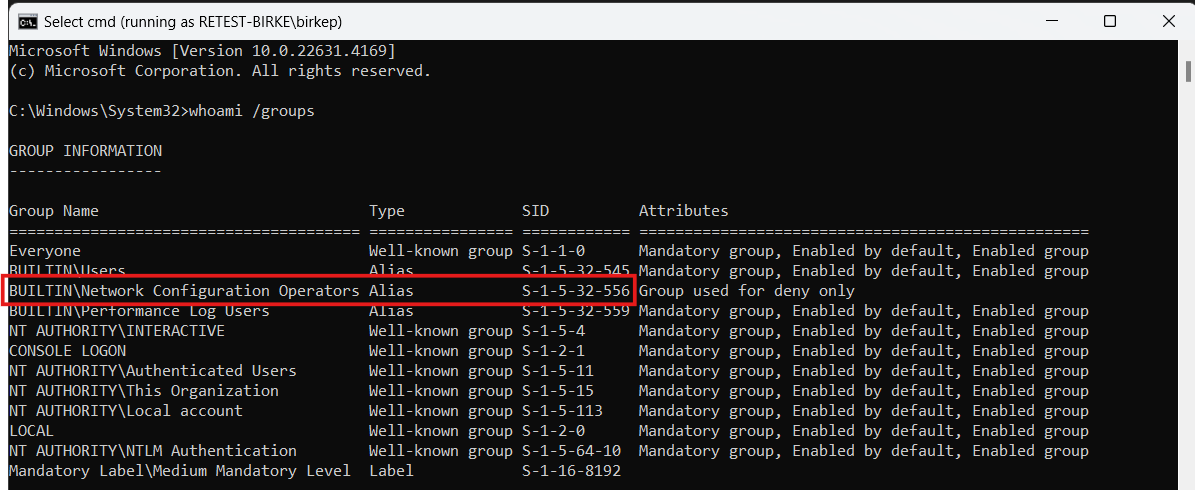 Select cmd (running as RETEST-BIRKE\birkep)
Microsoft Windows [Version 10.0.22631.4169]
(c) Microsoft Corporation. All rights reserved.
C:\Windows\System32>whoami /groups
GROUP INFORMATION
-----------------
Group Name                              Type             SID          Attributes
======================================= ================ ============ ==================================================
Everyone                                Well-known group S-1-1-0      Mandatory group, Enabled by default, Enabled group
BUILTIN\Users                           Alias            S-1-5-32-545 Mandatory group, Enabled by default, Enabled group
BUILTIN\Network Configuration Operators Alias            S-1-5-32-556 Group used for deny only
BUILTIN\Performance Log Users           Alias            S-1-5-32-559 Mandatory group, Enabled by default, Enabled group
NT AUTHORITY\INTERACTIVE                Well-known group S-1-5-4      Mandatory group, Enabled by default, Enabled group
CONSOLE LOGON                           Well-known group S-1-2-1      Mandatory group, Enabled by default, Enabled group
NT AUTHORITY\Authenticated Users        Well-known group S-1-5-11     Mandatory group, Enabled by default, Enabled group
NT AUTHORITY\This Organization          Well-known group S-1-5-15     Mandatory group, Enabled by default, Enabled group
NT AUTHORITY\Local account              Well-known group S-1-5-113    Mandatory group, Enabled by default, Enabled group
LOCAL                                   Well-known group S-1-2-0      Mandatory group, Enabled by default, Enabled group
NT AUTHORITY\NTLM Authentication        Well-known group S-1-5-64-10  Mandatory group, Enabled by default, Enabled group
Mandatory Label\Medium Mandatory Level  Label            S-1-16-8192